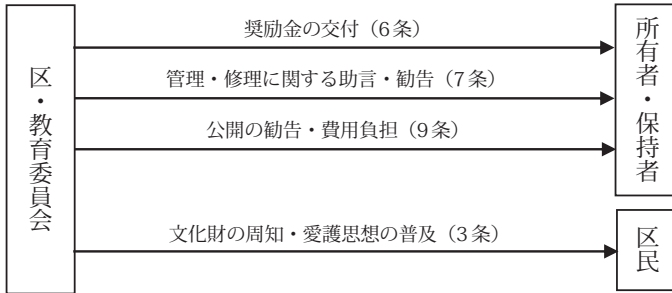 区・教育委員会
奨励金の交付（6条）
管理・修理に関する助言・勧告（7条）
公開の勧告・費用負担（9条）
文化財の周知・愛護思想の普及（3条）
所有者・保持者
区民